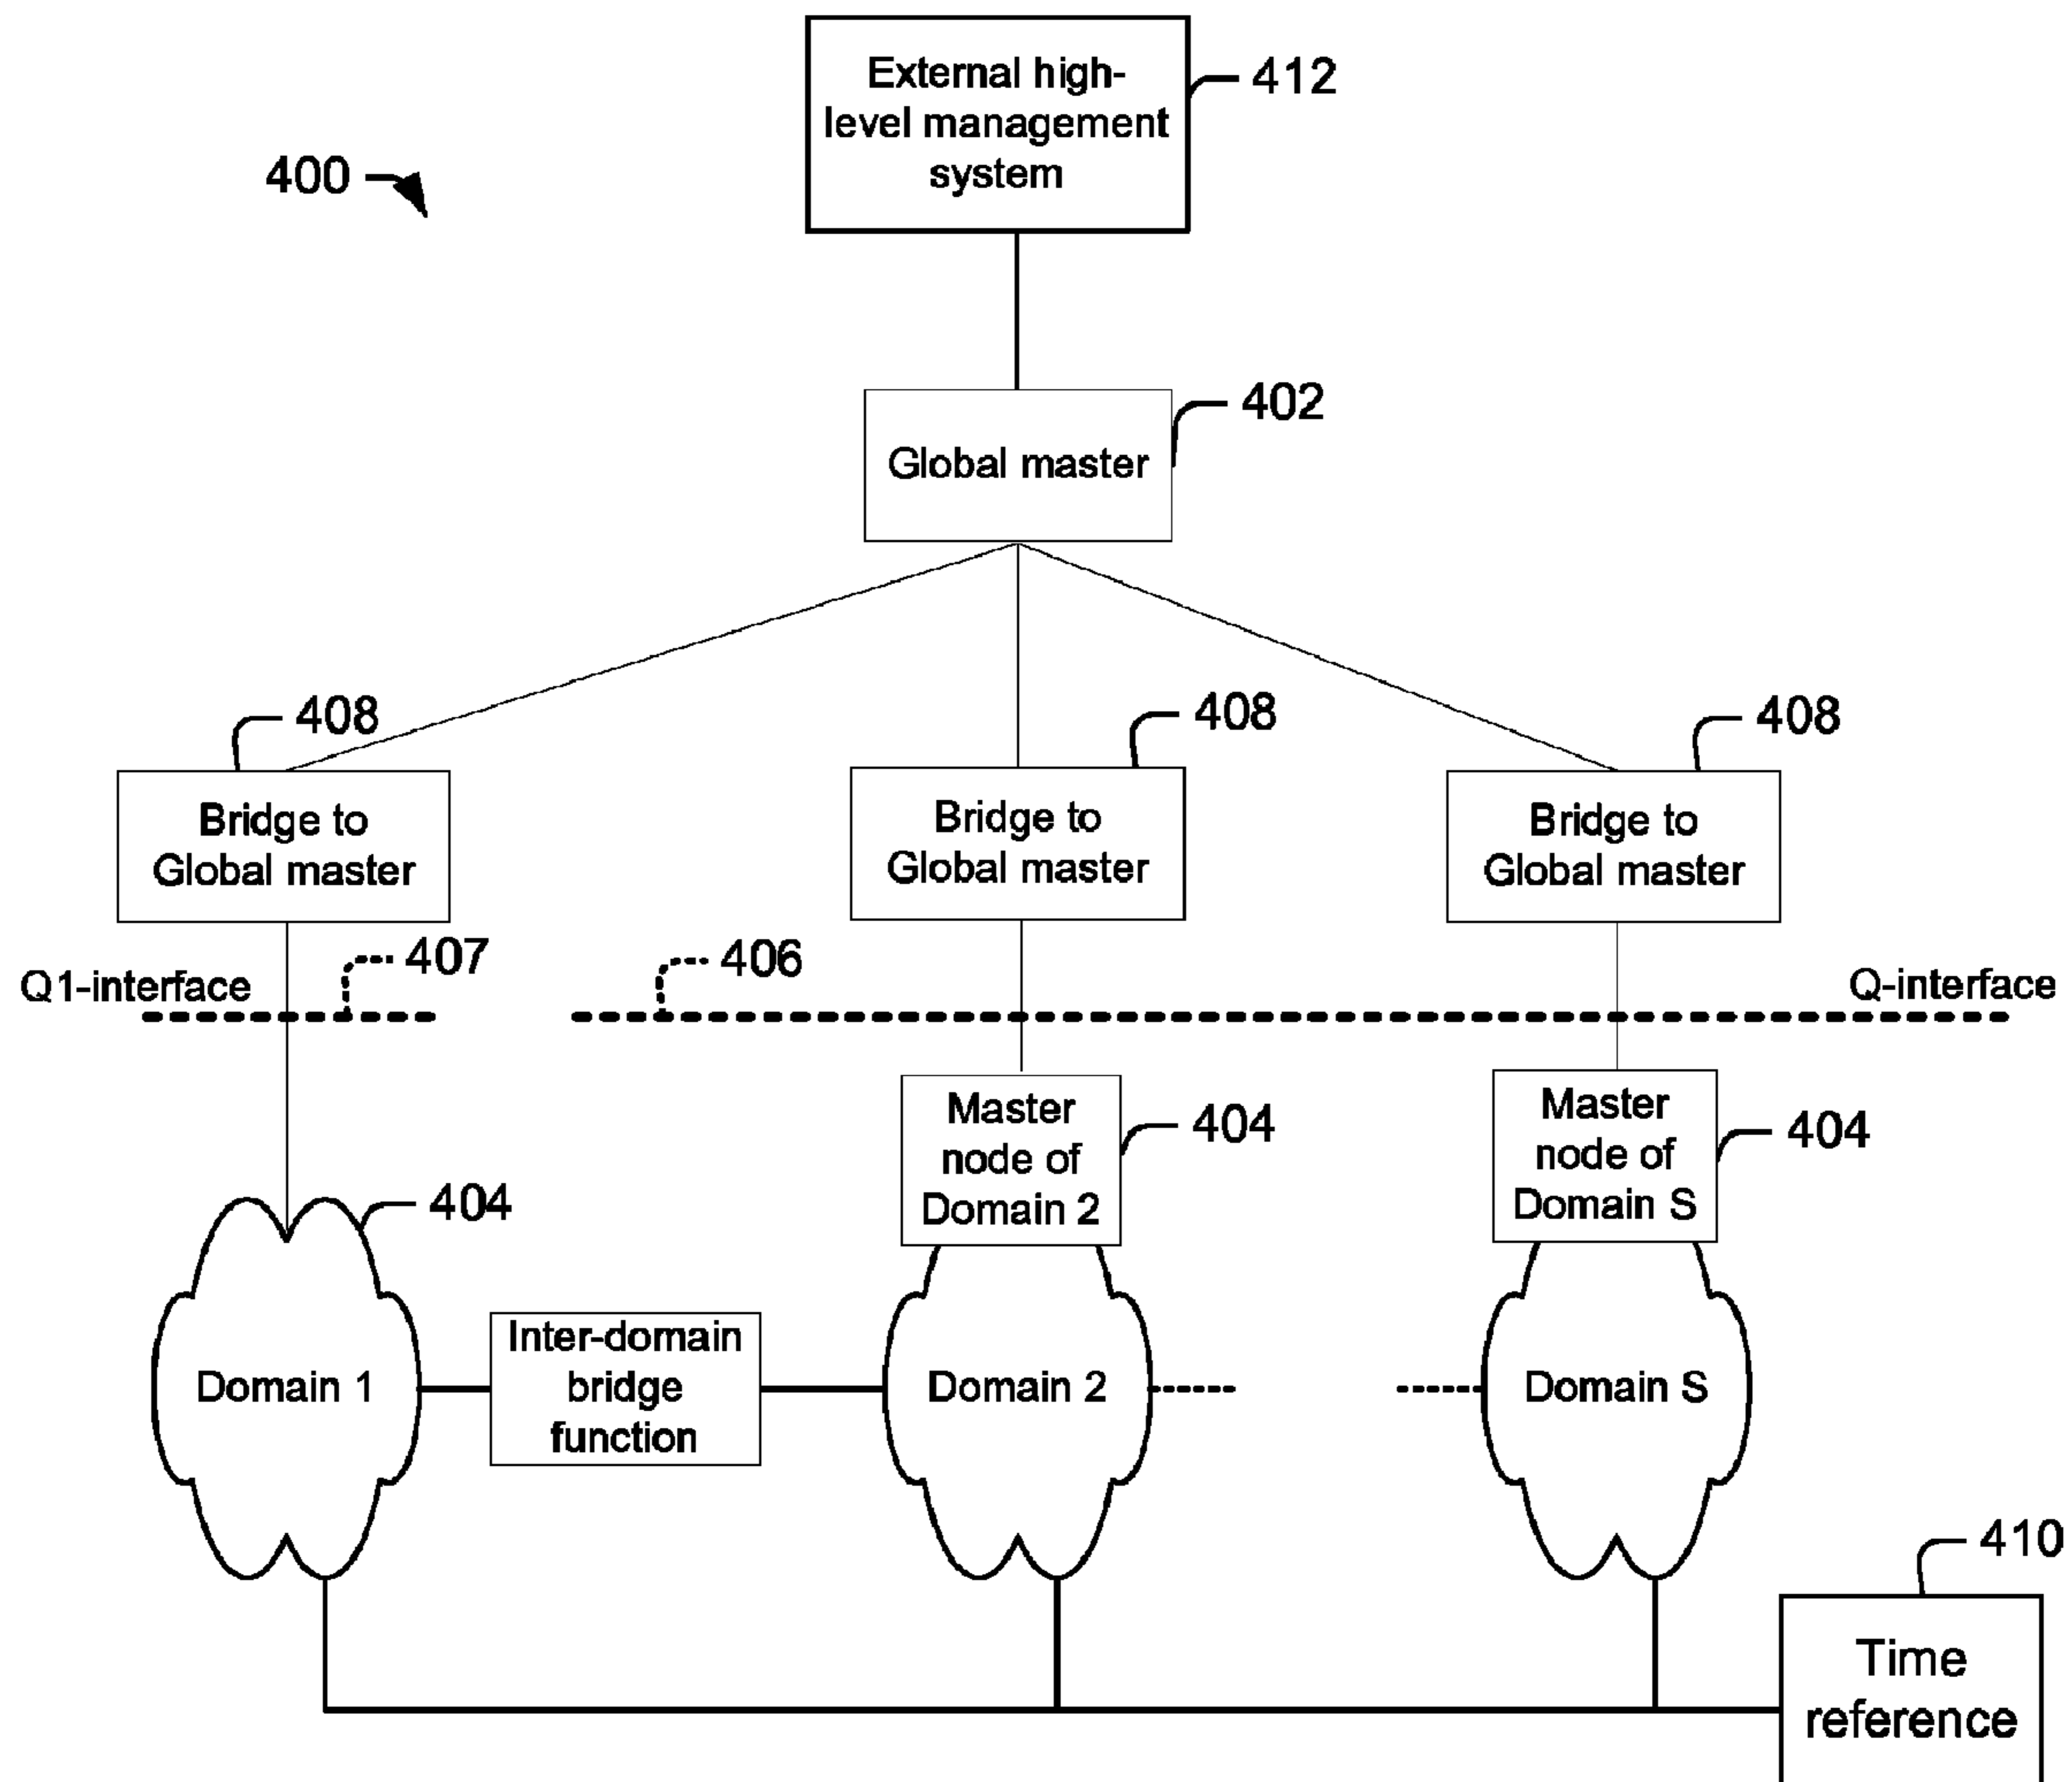 External high-
level management
system
412
400
402
Global master
408
408
408
Bridge to
Global master
Bridge to
Global master
Bridge to
Global master
407
406
Q1-interface
Q-interface
Master
node of
Domain 2
404
Master
node of
Domain S
404
404
Inter-domain
bridge
function
Domain 1
Domain 2
Domain S
410
Time
reference